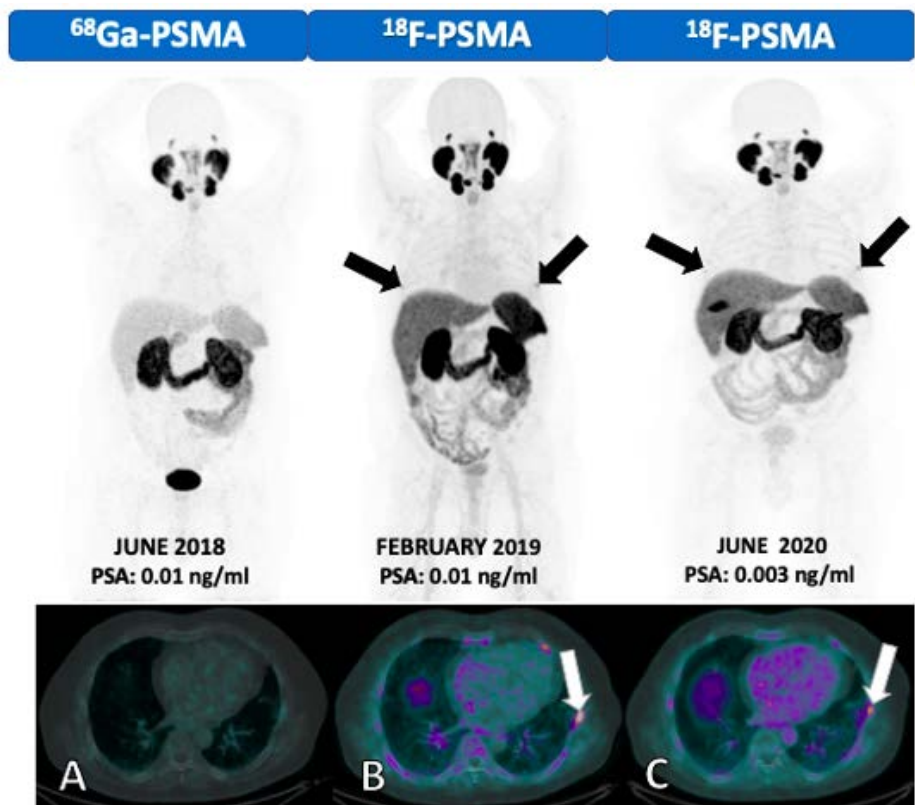 ⁶⁸Ga-PSMA
¹⁸F-PSMA
¹⁸F-PSMA
JUNE 2018
PSA: 0.01 ng/ml
FEBRUARY 2019
PSA: 0.01 ng/ml
JUNE 2020
PSA: 0.003 ng/ml
A
B
C